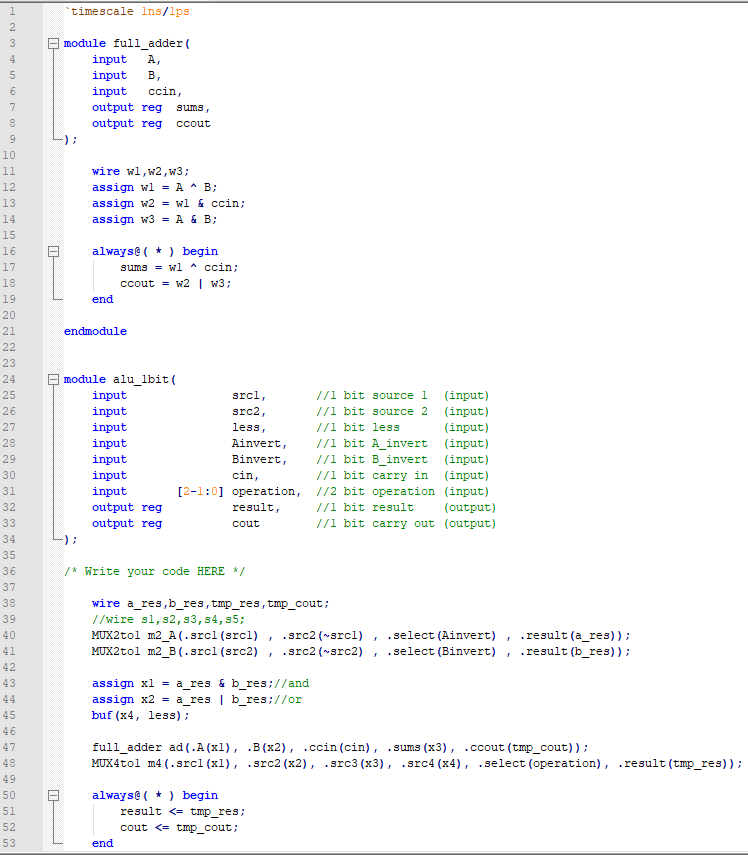 1 `timescale 1ns/1ps
2
3 module full_adder(
4 input A,
5 input B,
6 input ccin,
7 output reg sums,
8 output reg ccout
9 );
10
11 wire w1,w2,w3;
12 assign w1 = A ^ B;
13 assign w2 = w1 & ccin;
14 assign w3 = A & B;
15
16 always@( * ) begin
17 sums = w1 ^ ccin;
18 ccout = w2 | w3;
19 end
20
21 endmodule
22
23
24 module alu_1bit(
25 input src1, //1 bit source 1 (input)
26 input src2, //1 bit source 2 (input)
27 input less, //1 bit less (input)
28 input Ainvert, //1 bit A_invert (input)
29 input Binvert, //1 bit B_invert (input)
30 input cin, //1 bit carry in (input)
31 input [2-1:0] operation, //2 bit operation (input)
32 output reg result, //1 bit result (output)
33 output reg cout //1 bit carry out (output)
34 );
35
36 /* Write your code HERE */
37
38 wire a_res,b_res,tmp_res,tmp_cout;
39 //wire s1,s2,s3,s4,s5;
40 MUX2to1 m2_A(.src1(src1) , .src2(~src1) , .select(Ainvert) , .result(a_res));
41 MUX2to1 m2_B(.src1(src2) , .src2(~src2) , .select(Binvert) , .result(b_res));
42
43 assign x1 = a_res & b_res;//and
44 assign x2 = a_res | b_res;//or
45 buf(x4, less);
46
47 full_adder ad(.A(x1), .B(x2), .ccin(cin), .sums(x3), .ccout(tmp_cout));
48 MUX4to1 m4(.src1(x1), .src2(x2), .src3(x3), .src4(x4), .select(operation), .result(tmp_res));
49
50 always@( * ) begin
51 result <= tmp_res;
52 cout <= tmp_cout;
53 end